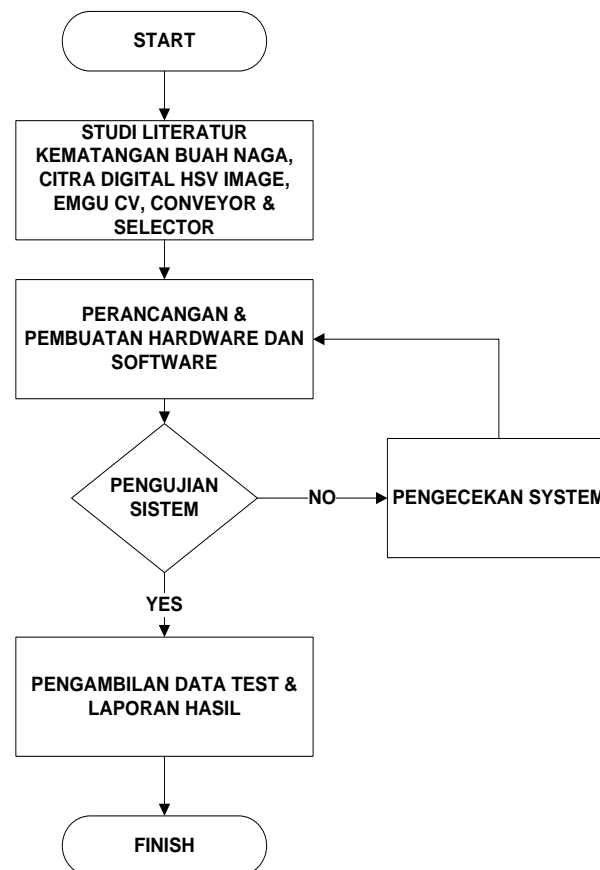 START
STUDI LITERATUR
KEMATANGAN BUAH NAGA,
CITRA DIGITAL HSV IMAGE,
EMGU CV, CONVEYOR &
SELECTOR
PERANCANGAN &
PEMBUATAN HARDWARE DAN
SOFTWARE
PENGUJIAN
SISTEM
NO
PENGECEKAN SYSTEM
YES
PENGAMBILAN DATA TEST &
LAPORAN HASIL
FINISH